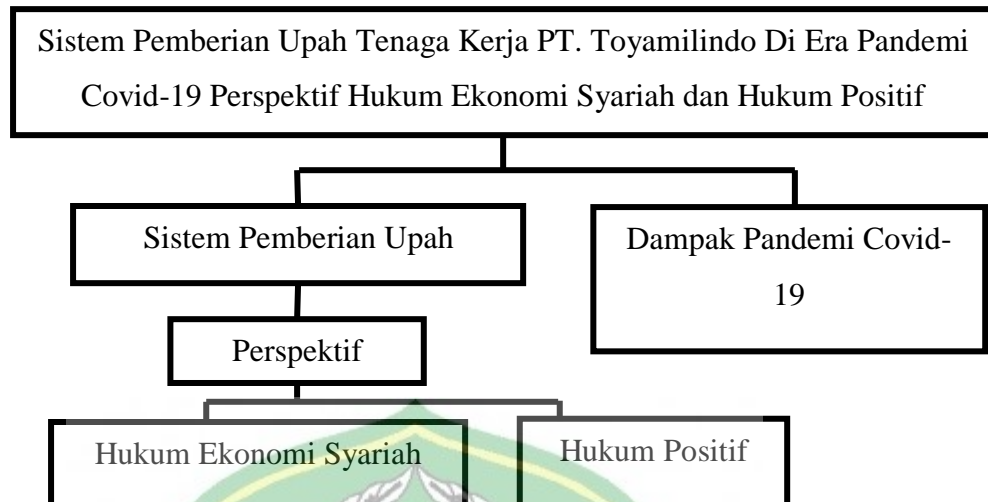 Sistem Pemberian Upah Tenaga Kerja PT. Toyamilindo Di Era Pandemi
Covid-19 Perspektif Hukum Ekonomi Syariah dan Hukum Positif
Sistem Pemberian Upah
Dampak Pandemi Covid-
19
Perspektif
Hukum Ekonomi Syariah
Hukum Positif